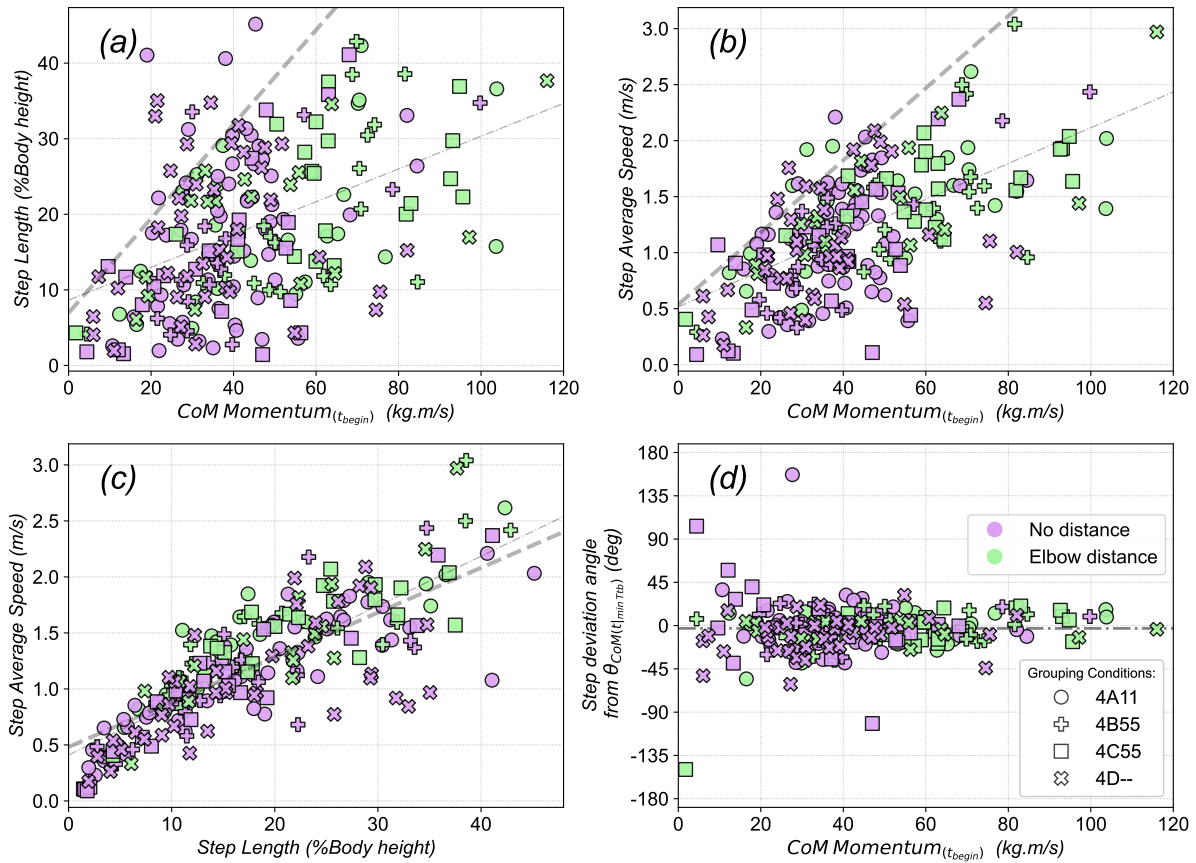 (a)
Step Length (%Body height)
40
30
20
10
0
0 20 40 60 80 100 120
CoM Momentum(t_begin) (kg.m/s)
(b)
Step Average Speed (m/s)
3.0
2.5
2.0
1.5
1.0
0.5
0.0
0 20 40 60 80 100 120
CoM Momentum(t_begin) (kg.m/s)
(c)
Step Average Speed (m/s)
3.0
2.5
2.0
1.5
1.0
0.5
0.0
0 10 20 30 40
Step Length (%Body height)
(d)
Step deviation angle
from θCoM(t|min Ttb) (deg)
180
135
90
45
0
-45
-90
-135
-180
No distance
Elbow distance
Grouping Conditions:
4A11
4B55
4C55
4D--
0 20 40 60 80 100 120
CoM Momentum(t_begin) (kg.m/s)